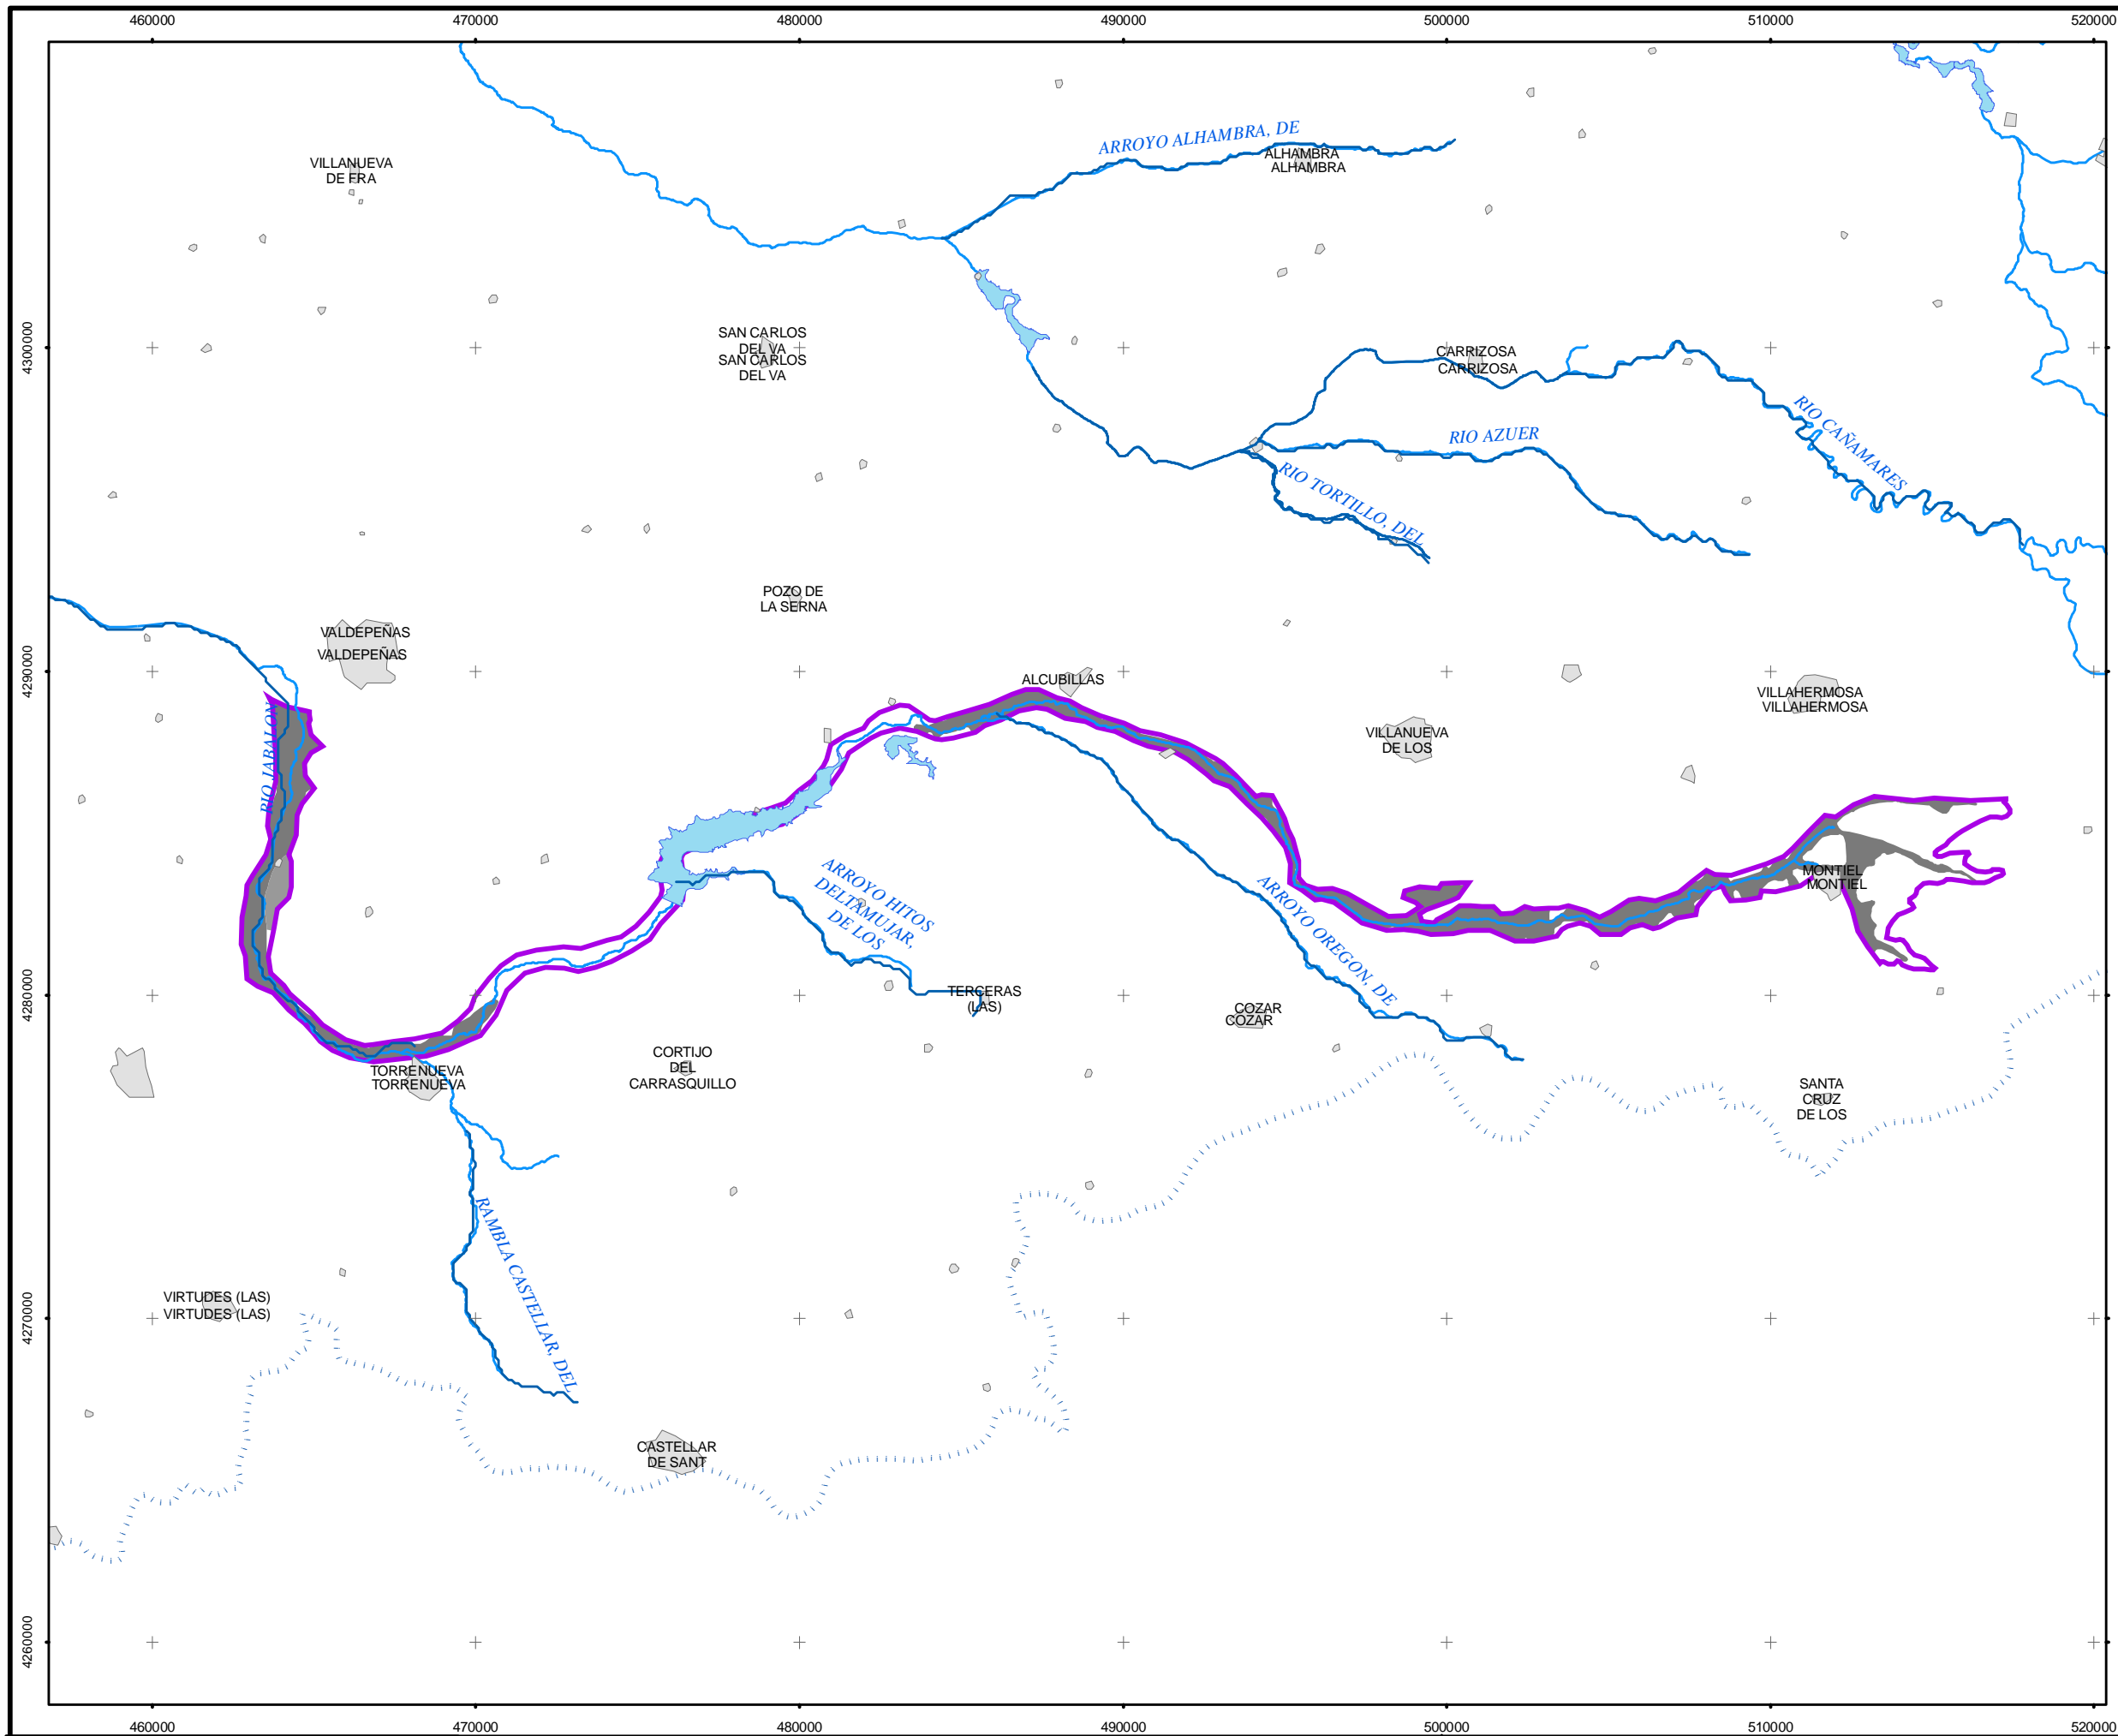 460000
470000
480000
490000
500000
510000
520000
ARROYO ALHAMBRA, DE
ALHAMBRA
ALHAMBRA
VILLANUEVA
DE FRA
4300000
SAN CARLOS
DEL VA
SAN CARLOS
DEL VA
CARRIZOSA
CARRIZOSA
RIO CAÑAMARES
RIO AZUER
RIO TORTILLO, DEL
POZO DE
LA SERNA
VALDEPEÑAS
VALDEPEÑAS
4290000
ALCUBILLAS
VILLAHERMOSA
VILLAHERMOSA
VILLANUEVA
DE LOS
RIO JABALON
ARROYO HITOS
DELTAMUJAR,
DE LOS
MONTIEL
MONTIEL
ARROYO OREGON, DE
4280000
TERCERAS
(LAS)
COZAR
COZAR
CORTIJO
DEL
CARRASQUILLO
TORRENUEVA
TORRENUEVA
SANTA
CRUZ
DE LOS
RAMBLA CASTELLAR, DEL
4270000
VIRTUDES (LAS)
VIRTUDES (LAS)
CASTELLAR
DE SANT
4260000
460000
470000
480000
490000
500000
510000
520000